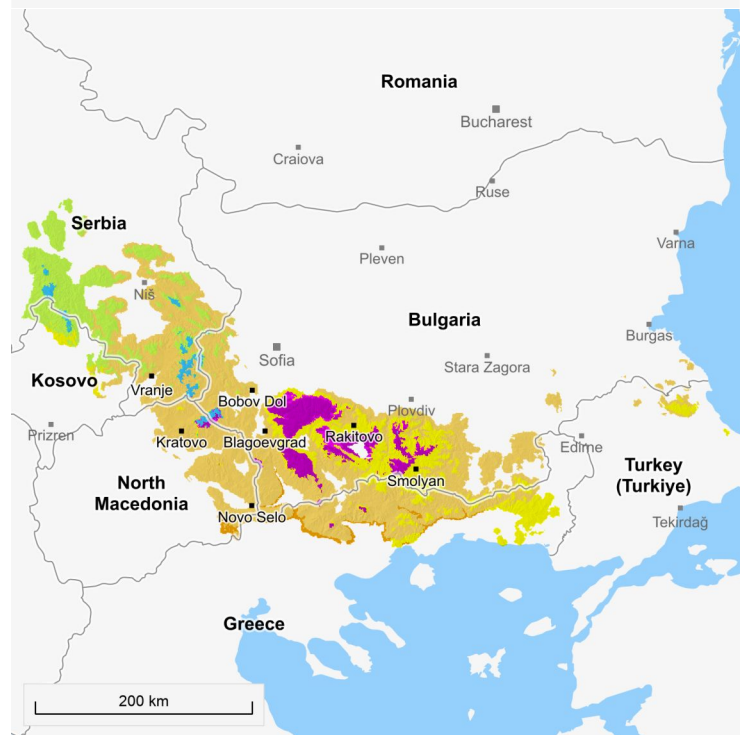 Romania
Bucharest
Craiova
Ruse
Serbia
Varna
Pleven
Niš
Bulgaria
Burgas
Sofia
Stara Zagora
Kosovo
Vranje
Bobov Dol
Plovdiv
Prizren
Kratovo
Blagoevgrad
Rakitovo
Edirne
Smolyan
Turkey
(Turkiye)
North
Macedonia
Novo Selo
Tekirdağ
Greece
200 km